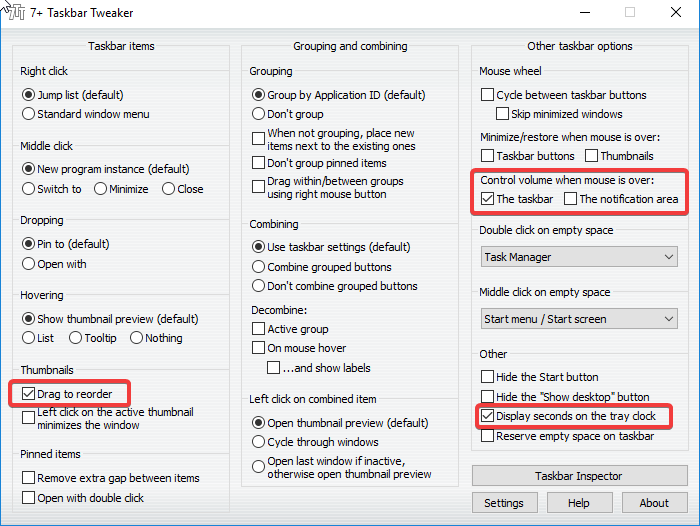 7+ Taskbar Tweaker
Taskbar items
Right click
Jump list (default)
Standard window menu
Middle click
New program instance (default)
Switch to Minimize Close
Dropping
Pin to (default)
Open with
Hovering
Show thumbnail preview (default)
List Tooltip Nothing
Thumbnails
Drag to reorder
Left click on the active thumbnail
minimizes the window
Pinned items
Remove extra gap between items
Open with double click
Grouping and combining
Grouping
Group by Application ID (default)
Don't group
When not grouping, place new
items next to the existing ones
Don't group pinned items
Drag within/between groups
using right mouse button
Combining
Use taskbar settings (default)
Combine grouped buttons
Don't combine grouped buttons
Decombine:
Active group
On mouse hover
...and show labels
Left click on combined item
Open thumbnail preview (default)
Cycle through windows
Open last window if inactive,
otherwise open thumbnail preview
Other taskbar options
Mouse wheel
Cycle between taskbar buttons
Skip minimized windows
Minimize/restore when mouse is over:
Taskbar buttons Thumbnails
Control volume when mouse is over:
The taskbar The notification area
Double click on empty space
Task Manager
Middle click on empty space
Start menu / Start screen
Other
Hide the Start button
Hide the "Show desktop" button
Display seconds on the tray clock
Reserve empty space on taskbar
Taskbar Inspector
Settings Help About